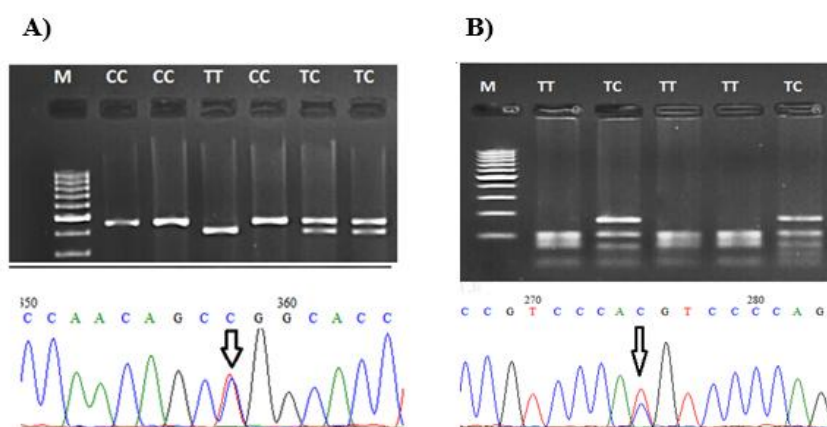 A)
M CC CC TT CC TC TC
350 360
C C A A C A G C C G G C A C C
B)
M TT TC TT TT TC
270 280
C C G T C C C A C G T C C C C A G